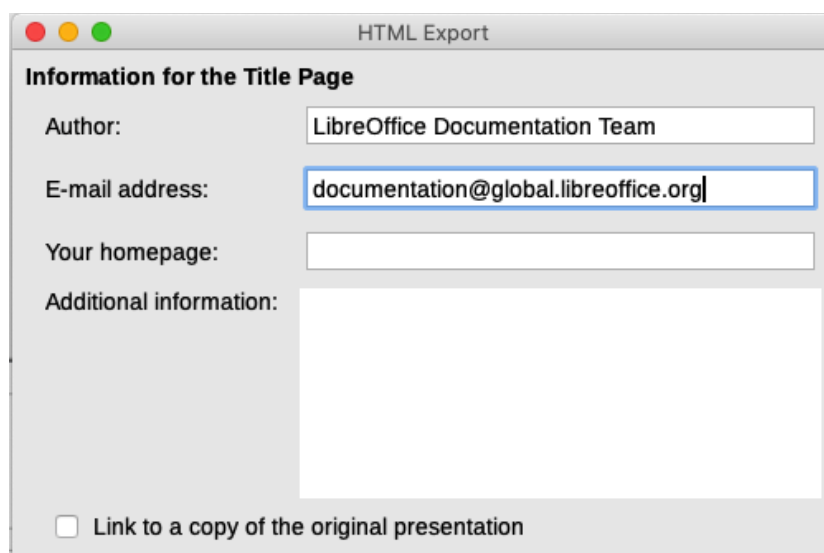 HTML Export
Information for the Title Page
Author: LibreOffice Documentation Team
E-mail address: documentation@global.libreoffice.org
Your homepage:
Additional information:
Link to a copy of the original presentation